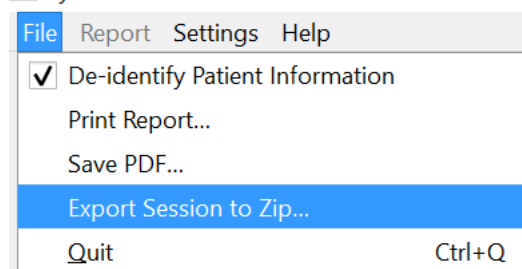 File Report Settings Help
De-identify Patient Information
Print Report...
Save PDF...
Export Session to Zip...
Quit Ctrl+Q